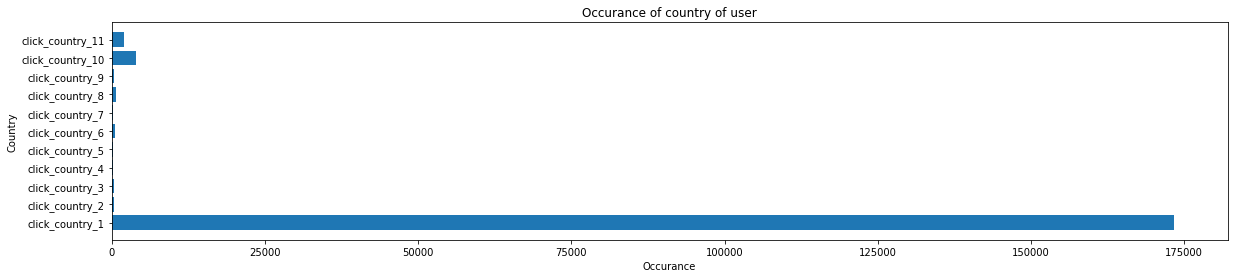 Occurance of country of user
click_country_11
click_country_10
click_country_9
click_country_8
click_country_7
click_country_6
click_country_5
click_country_4
click_country_3
click_country_2
click_country_1
Country
0 25000 50000 75000 100000 125000 150000 175000
Occurance